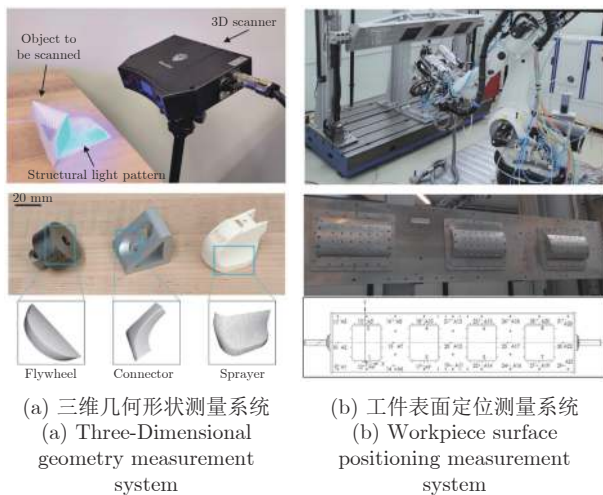 3D scanner
Object to
be scanned
Structural light pattern
20 mm
Flywheel
Connector
Sprayer
(a) 三维几何形状测量系统
(a) Three-Dimensional
geometry measurement
system
(b) 工件表面定位测量系统
(b) Workpiece surface
positioning measurement
system